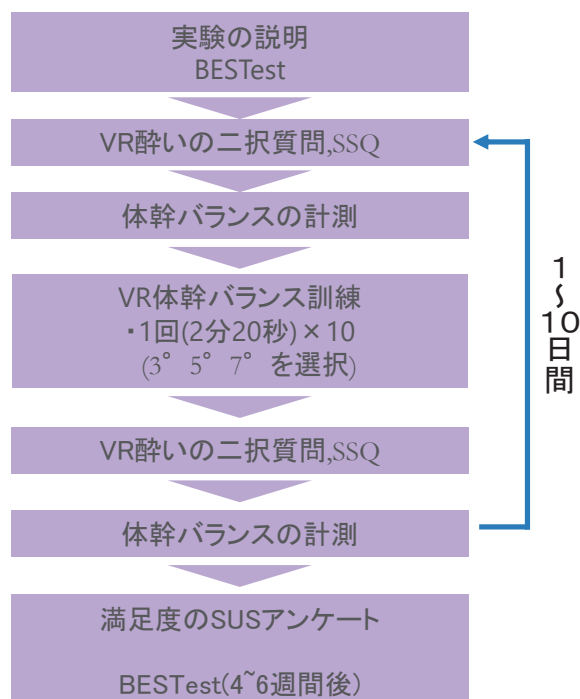 実験の説明
BESTest
VR酔いの二択質問,SSQ
体幹バランスの計測
VR体幹バランス訓練
・1回(2分20秒)×10
(3°5°7°を選択)
VR酔いの二択質問,SSQ
体幹バランスの計測
満足度のSUSアンケート
BESTest(4~6週間後)
1~10日間